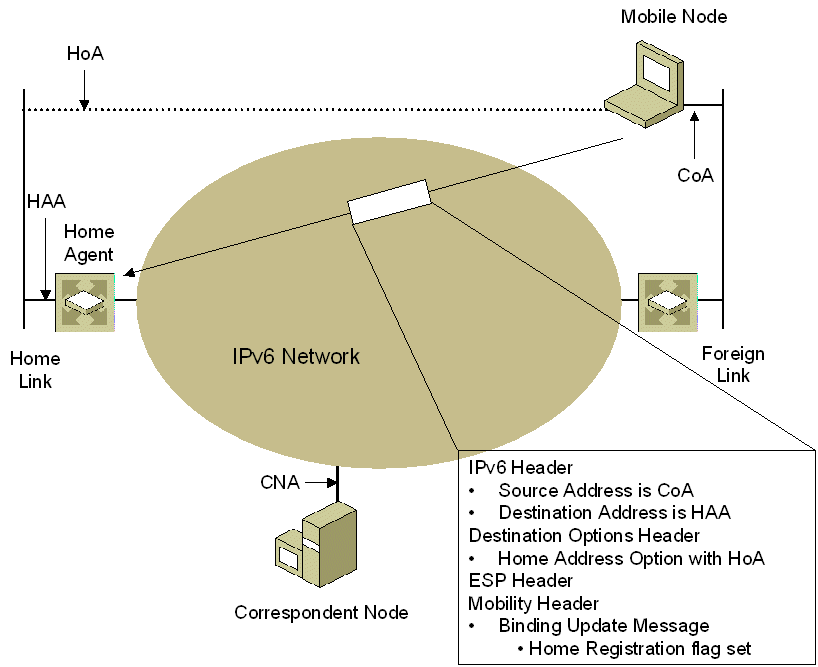 Mobile Node
HoA
CoA
HAA
Home
Agent
Home
Link
IPv6 Network
Foreign
Link
CNA
Correspondent Node
IPv6 Header
• Source Address is CoA
• Destination Address is HAA
Destination Options Header
• Home Address Option with HoA
ESP Header
Mobility Header
• Binding Update Message
• Home Registration flag set